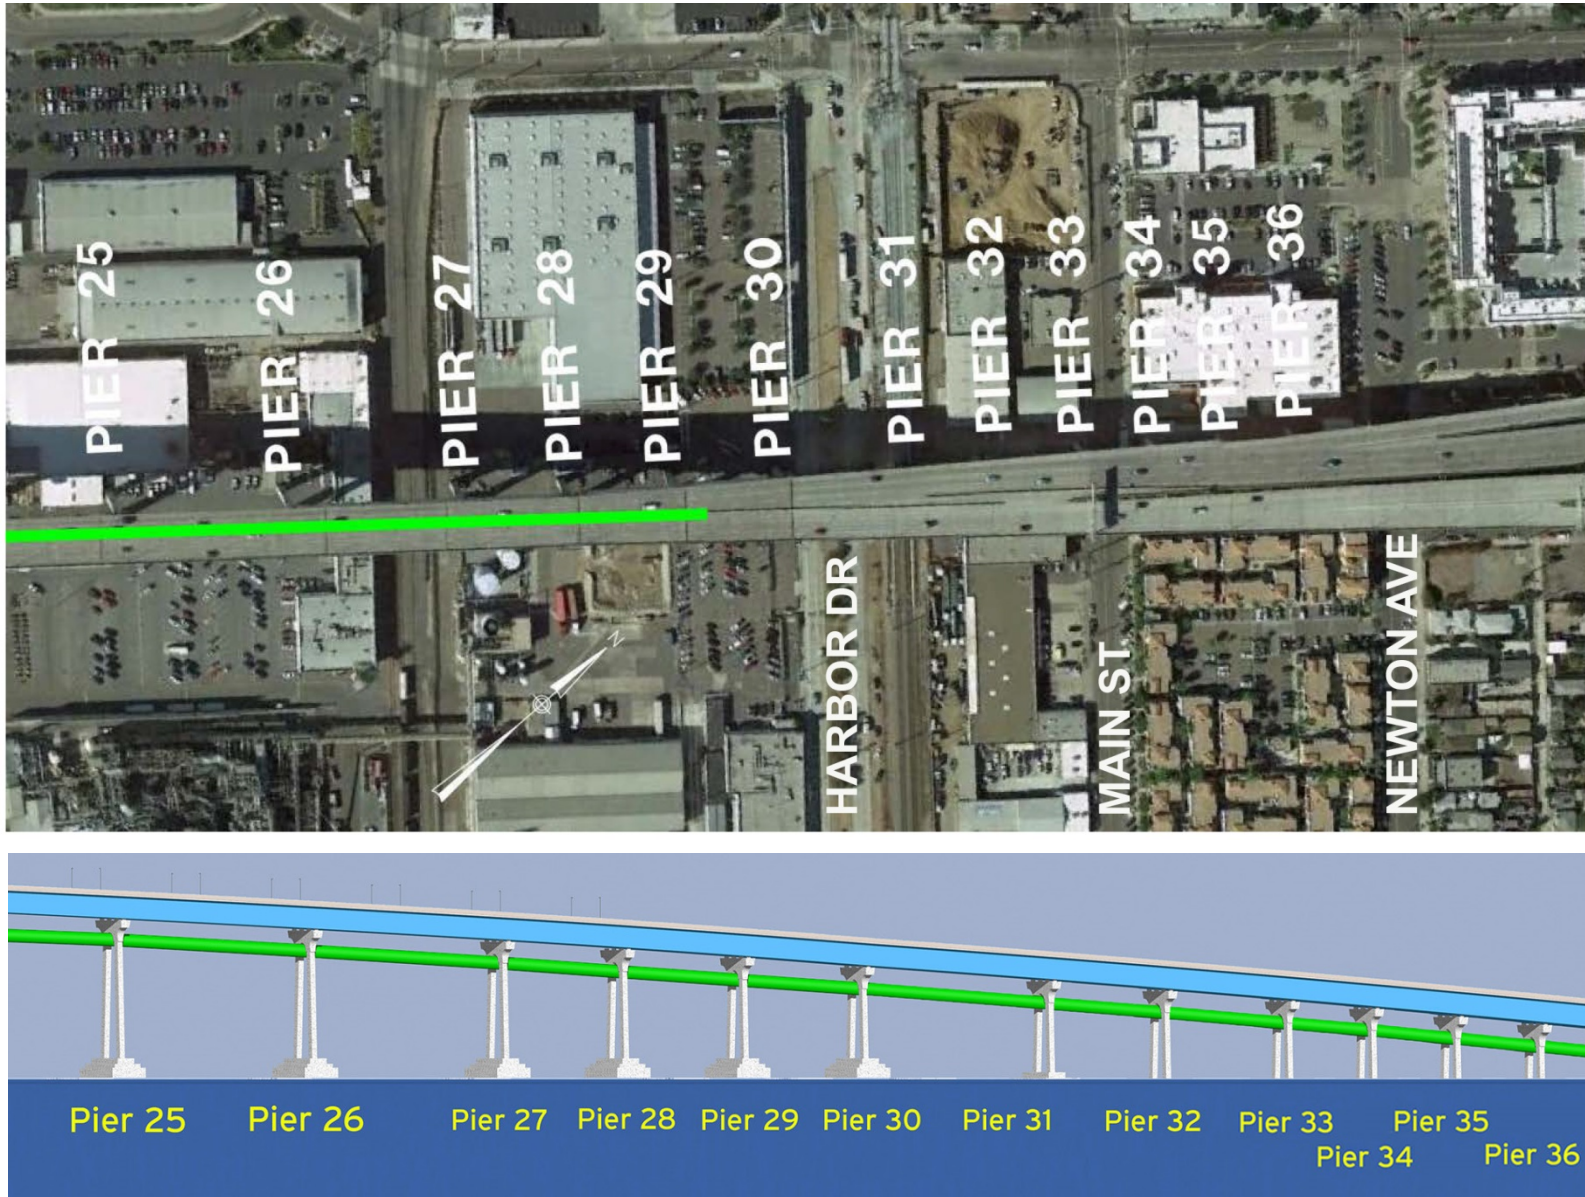 PIER 25
PIER 26
PIER 27
PIER 28
PIER 29
PIER 30
PIER 31
PIER 32
PIER 33
PIER 34
PIER 35
PIER 36
HARBOR DR
MAIN ST
NEWTON AVE
N
Pier 25
Pier 26
Pier 27
Pier 28
Pier 29
Pier 30
Pier 31
Pier 32
Pier 33
Pier 34
Pier 35
Pier 36